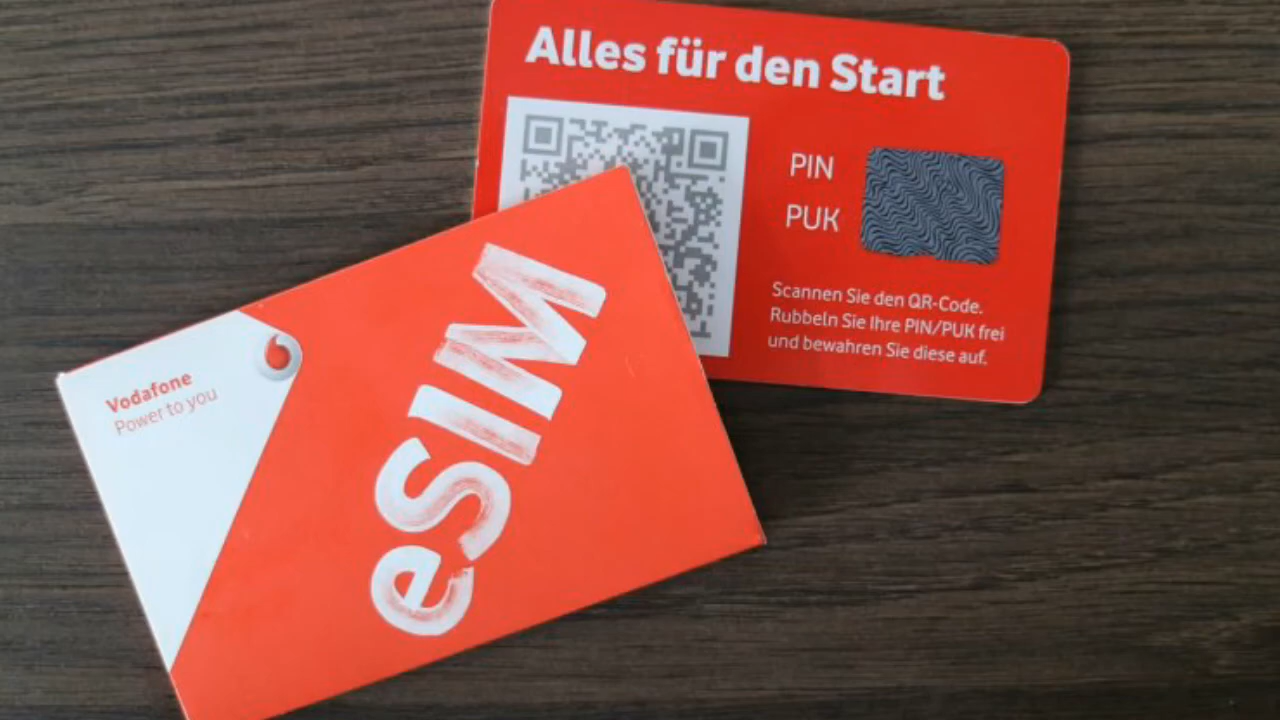 Alles für den Start
PIN
PUK
Scannen Sie den QR-Code.
Rubbeln Sie Ihre PIN/PUK frei
und bewahren Sie diese auf.
Vodafone
Power to you
eSIM